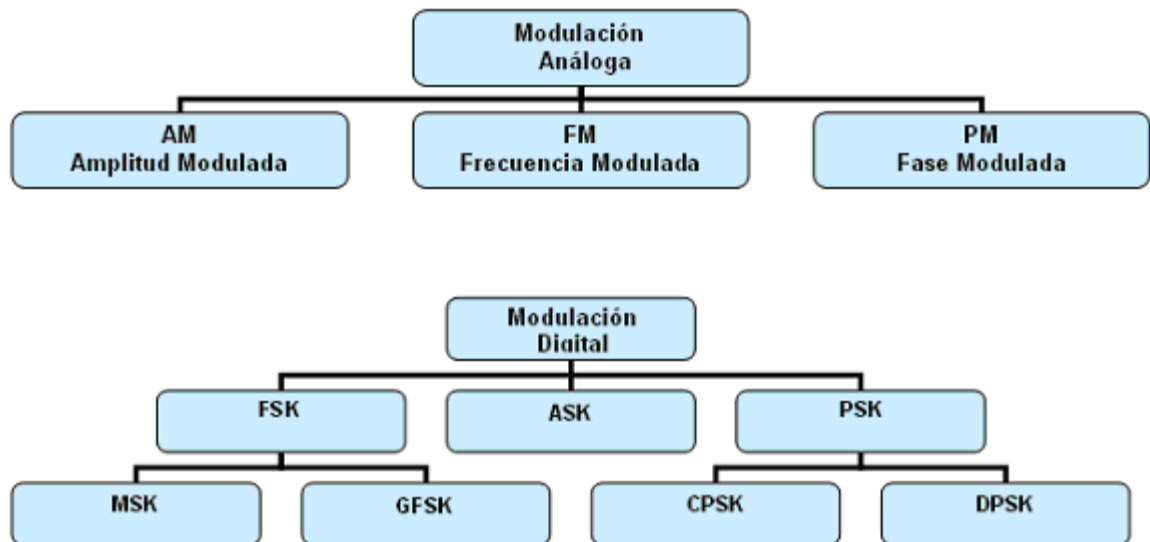 Modulación
Análoga
AM
Amplitud Modulada
FM
Frecuencia Modulada
PM
Fase Modulada
Modulación
Digital
FSK
ASK
PSK
MSK
GFSK
CPSK
DPSK